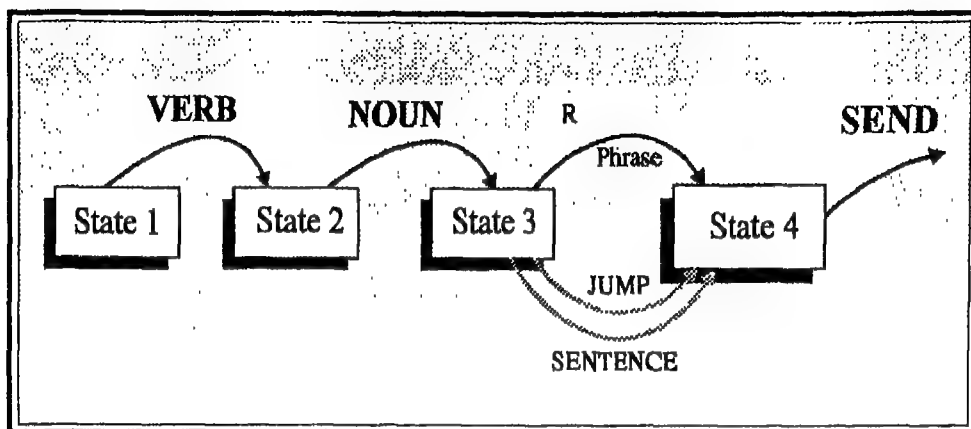 VERB
NOUN
R
Phrase
SEND
State 1
State 2
State 3
State 4
JUMP
SENTENCE